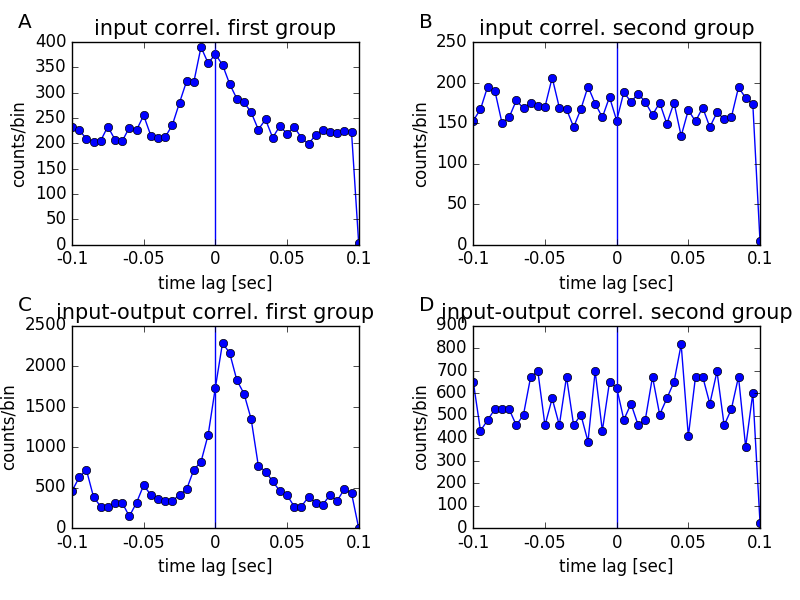 A
input correl. first group
counts/bin
400
350
300
250
200
150
100
50
0
-0.1 -0.05 0 0.05 0.1
time lag [sec]
B
input correl. second group
counts/bin
250
200
150
100
50
0
-0.1 -0.05 0 0.05 0.1
time lag [sec]
C
input-output correl. first group
counts/bin
2500
2000
1500
1000
500
0
-0.1 -0.05 0 0.05 0.1
time lag [sec]
D
input-output correl. second group
counts/bin
900
800
700
600
500
400
300
200
100
0
-0.1 -0.05 0 0.05 0.1
time lag [sec]